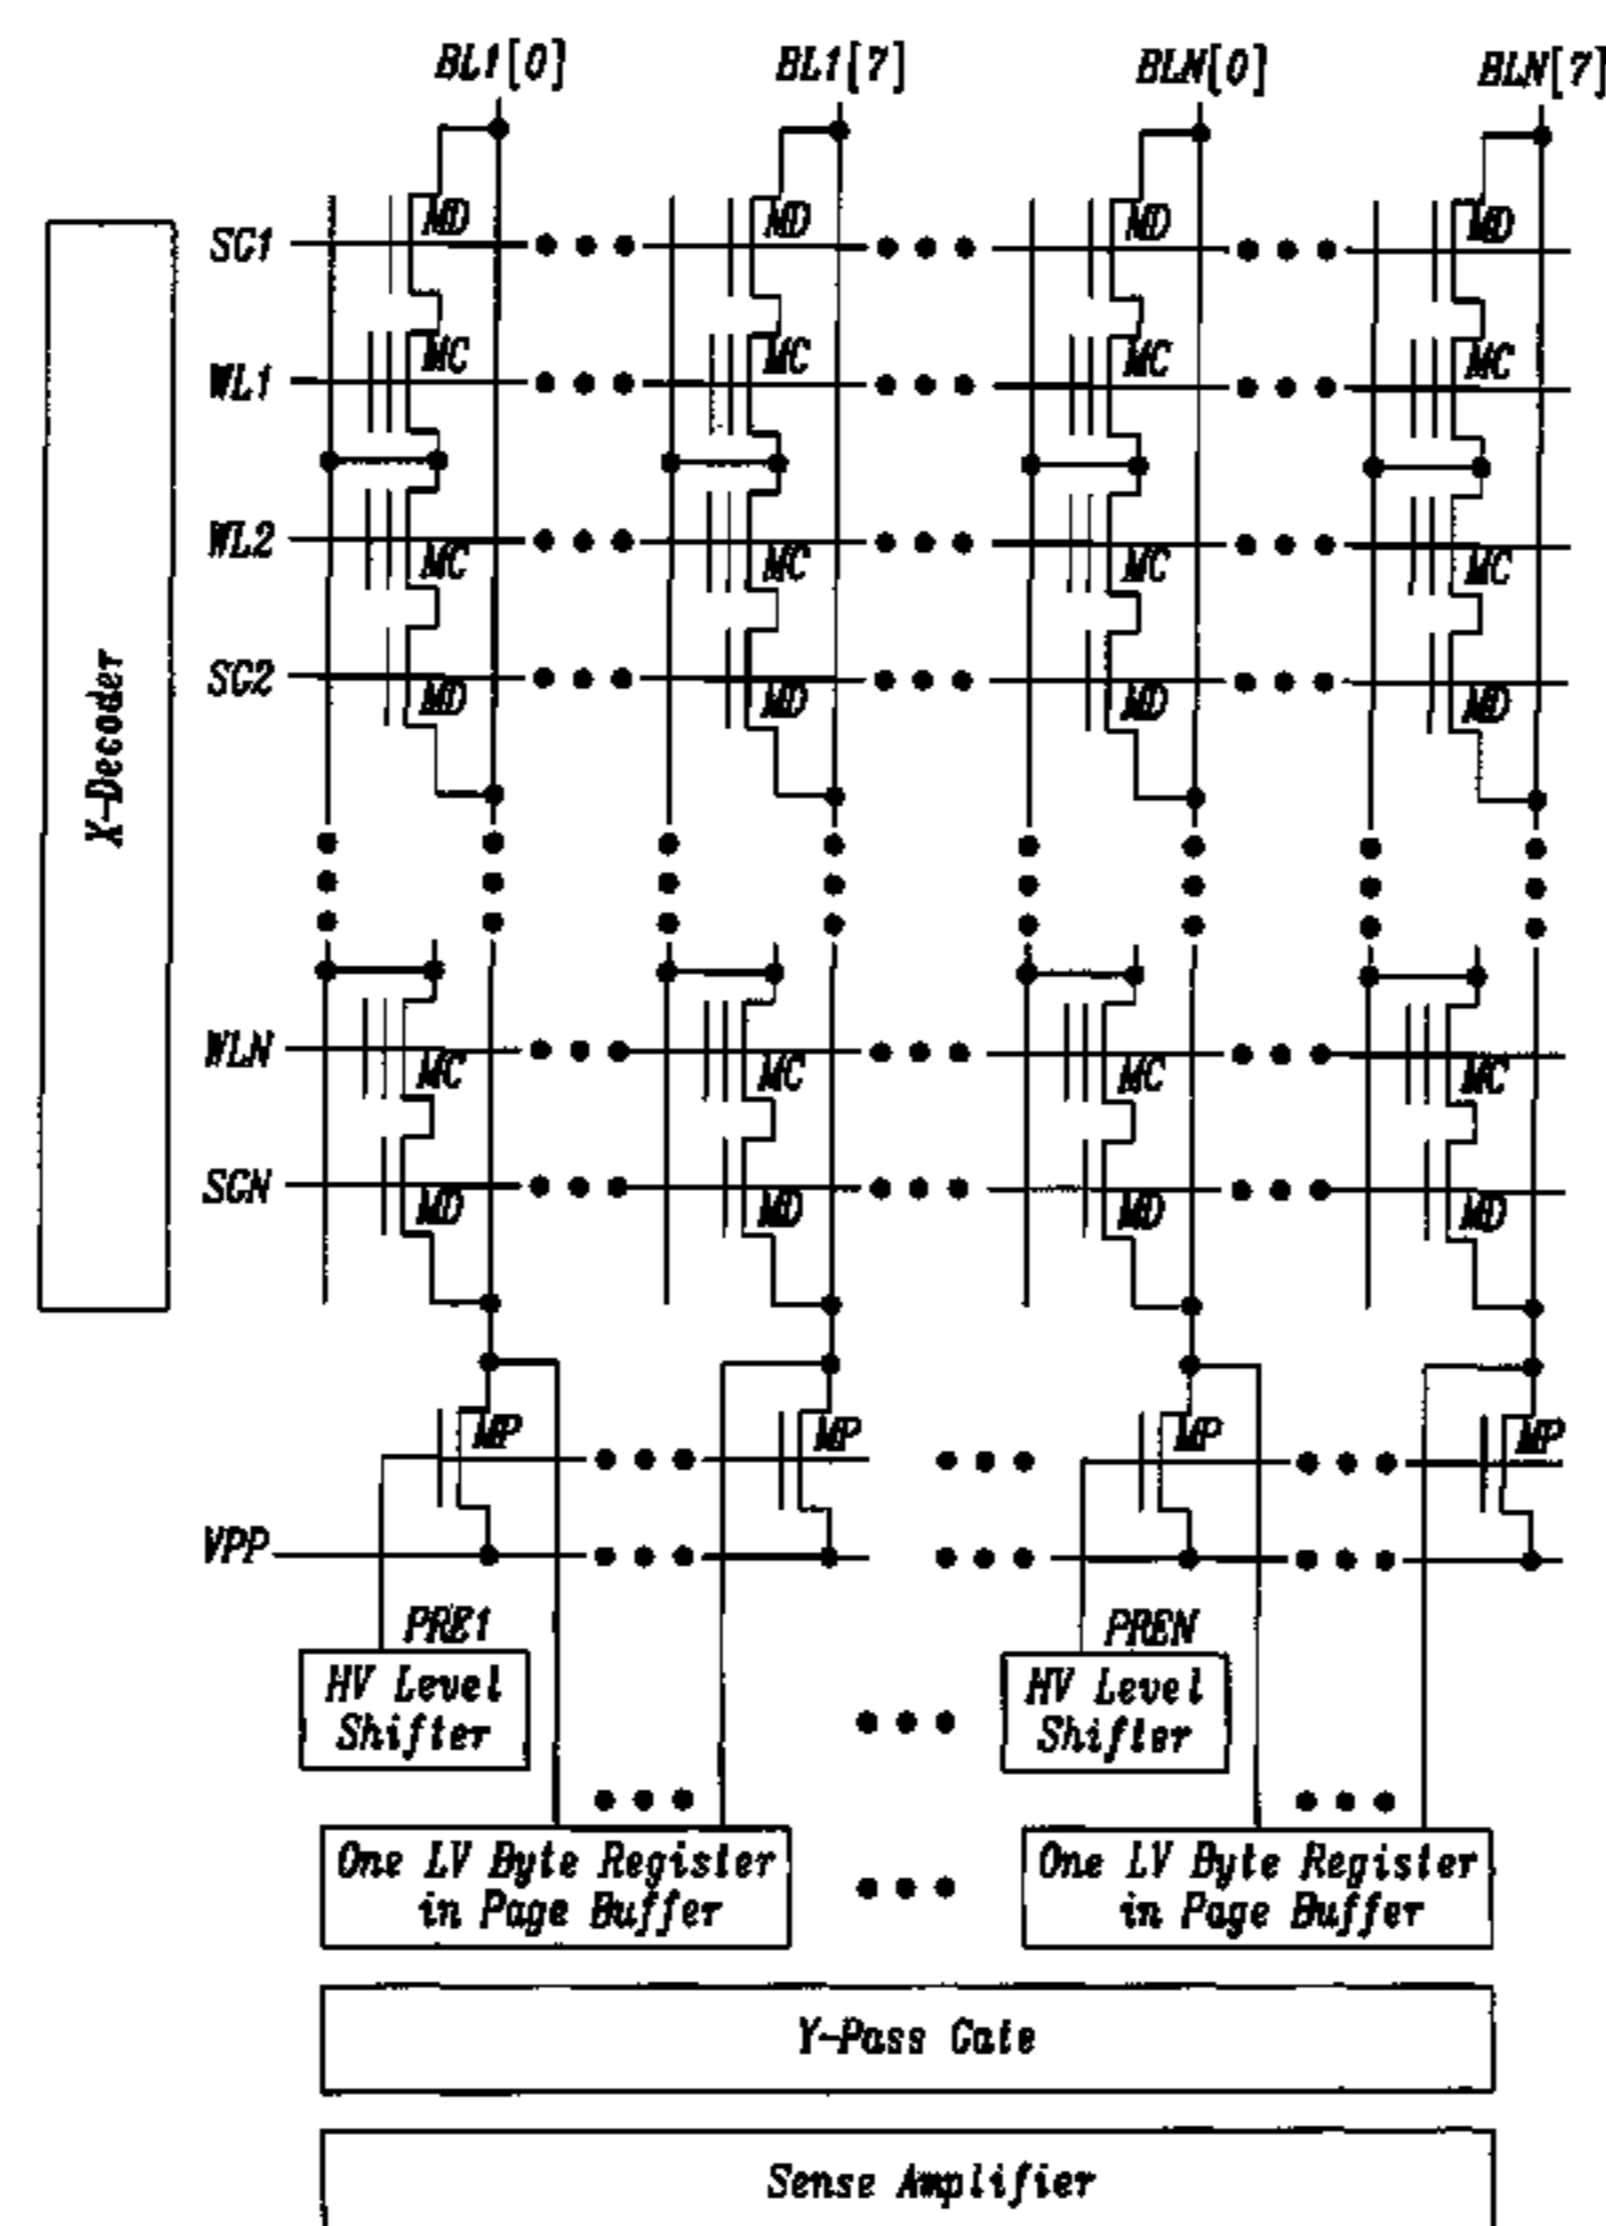 BL1[0] BL1[7] BLN[0] BLN[7]
SG1 MD MD MD MD
WL1 MC MC MC MC
WL2 MC MC MC MC
SG2 MD MD MD MD
X-Decoder
WLN MC MC MC MC
SGN MD MD MD MD
MP MP MP MP
VPP
PRE1 PREN
HV Level HV Level
Shifter Shifter
One LV Byte Register One LV Byte Register
in Page Buffer in Page Buffer
Y-Pass Gate
Sense Amplifier